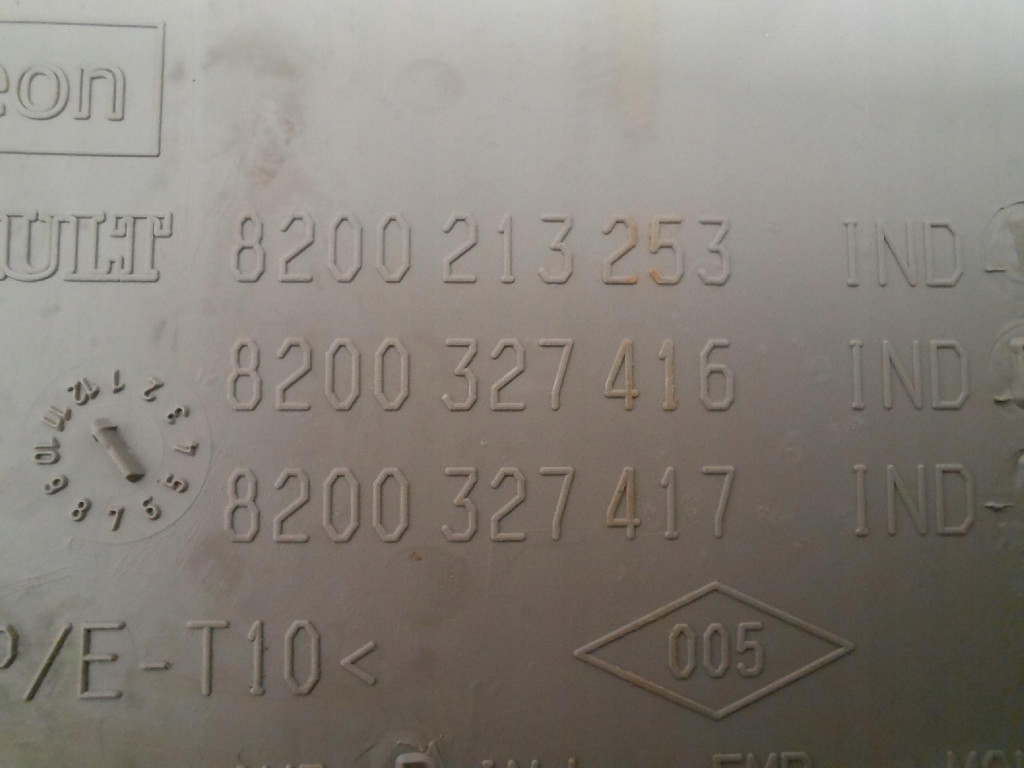 eon
ULT 8200 213 253 IND-
8200 327 416 IND
8200 327 417 IND-
1 2 3 4 5 6 7 8 9 10 11 12
P/E-T10<
005